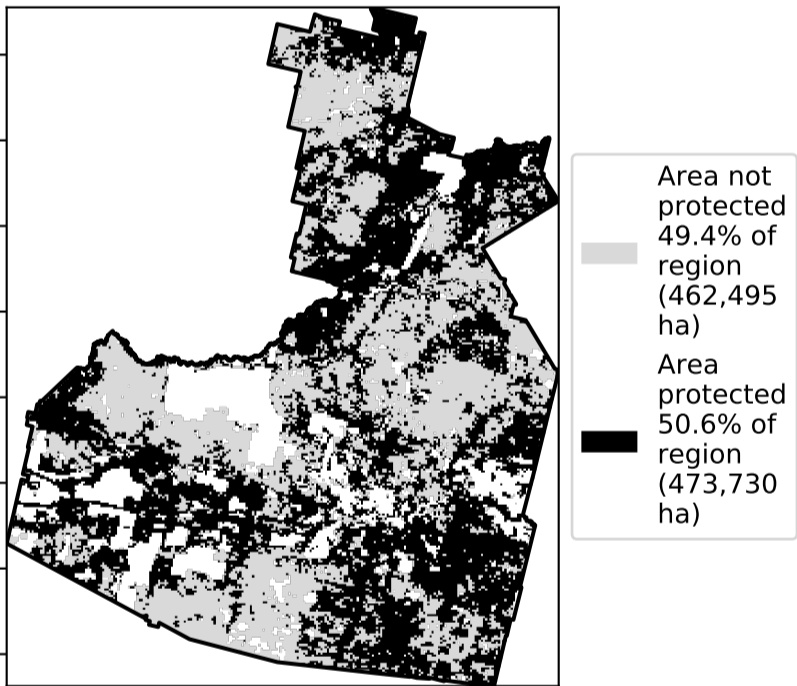 Area not
protected
49.4% of
region
(462,495
ha)
Area
protected
50.6% of
region
(473,730
ha)